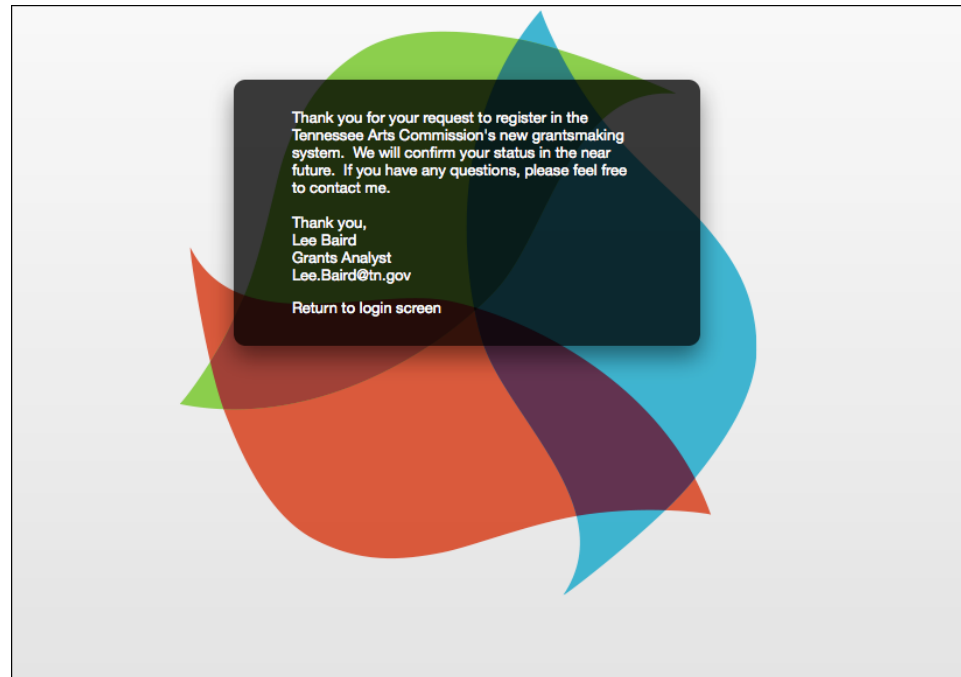 Thank you for your request to register in the
Tennessee Arts Commission's new grantsmaking
system.  We will confirm your status in the near
future.  If you have any questions, please feel free
to contact me.
Thank you,
Lee Baird
Grants Analyst
Lee.Baird@tn.gov
Return to login screen